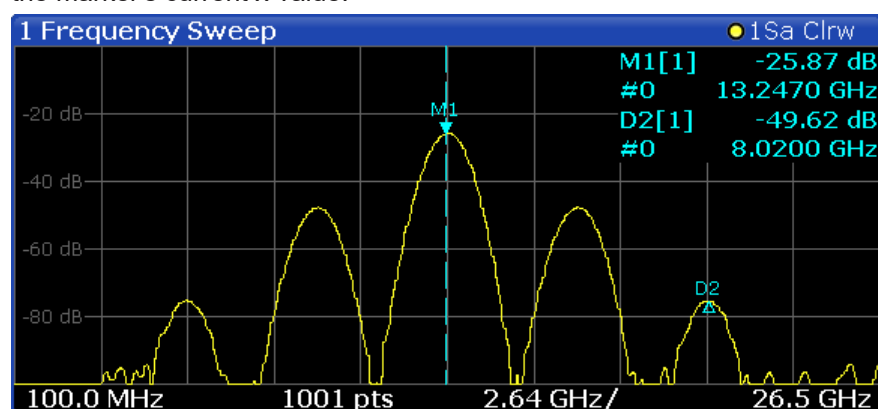 1 Frequency Sweep 1Sa Clrw
M1[1] -25.87 dB
#0 13.2470 GHz
D2[1] -49.62 dB
#0 8.0200 GHz
M1
-20 dB
-40 dB
-60 dB
D2
-80 dB
100.0 MHz 1001 pts 2.64 GHz/ 26.5 GHz